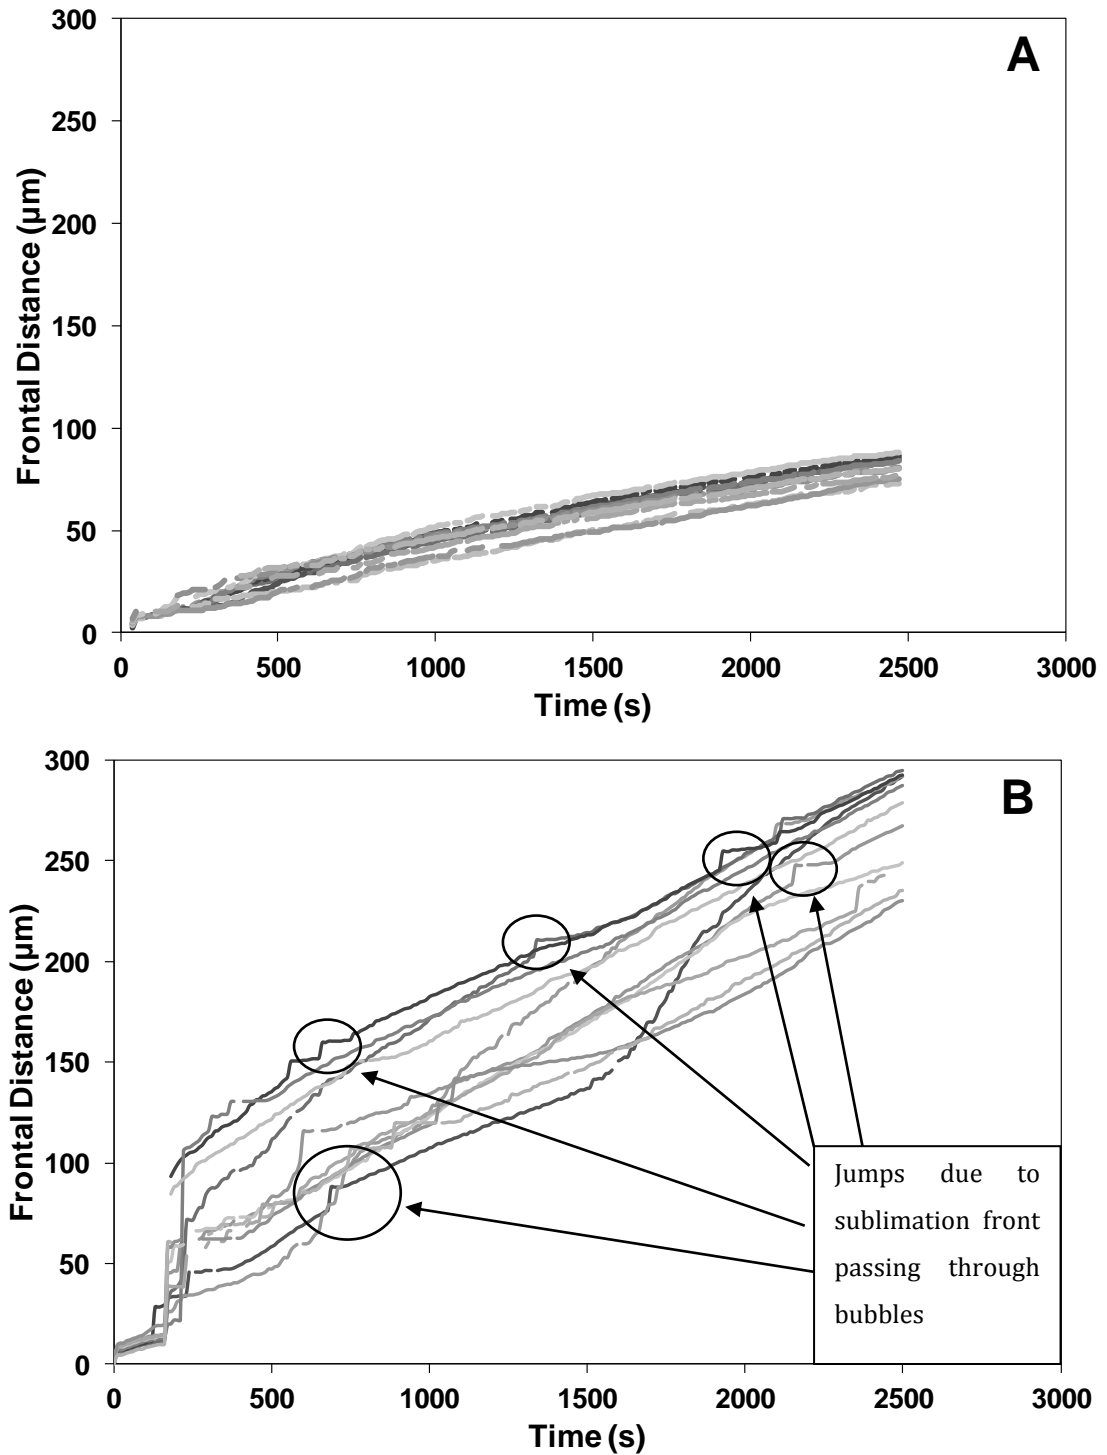 A
300
250
200
150
100
50
0
Frontal Distance (µm)
0 500 1000 1500 2000 2500 3000
Time (s)
B
300
250
200
150
100
50
0
Frontal Distance (µm)
Jumps due to
sublimation front
passing through
bubbles
0 500 1000 1500 2000 2500 3000
Time (s)